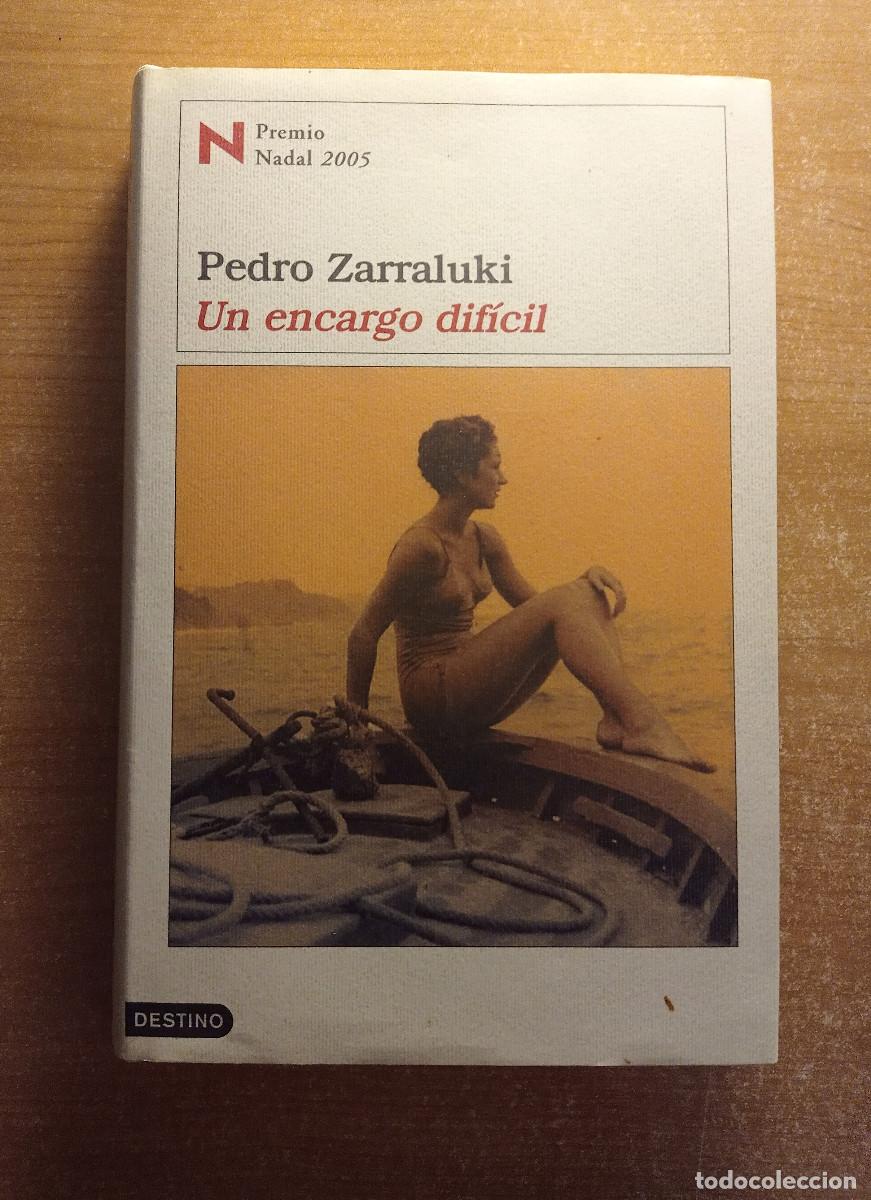 N
Premio
Nadal 2005
Pedro Zarraluki
Un encargo difícil
DESTINO
todocoleccion